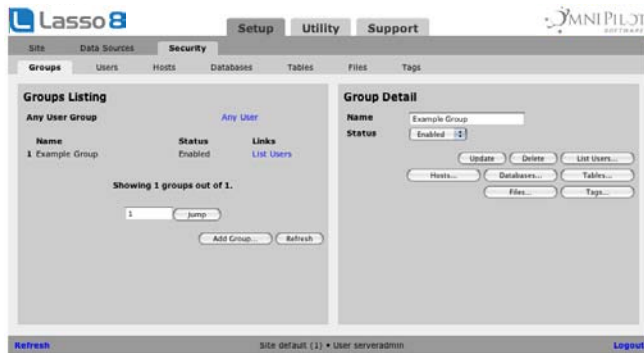 Lasso 8
OMNIPILOT
SOFTWARE
Setup Utility Support
Site Data Sources Security
Groups Users Hosts Databases Tables Files Tags
Groups Listing
Any User Group Any User
Name Status Links
1 Example Group Enabled List Users
Showing 1 groups out of 1.
1 Jump
Add Group... Refresh
Group Detail
Name Example Group
Status Enabled
Update Delete List Users...
Hosts... Databases... Tables...
Files... Tags...
Refresh Site default (1) • User serveradmin Logout